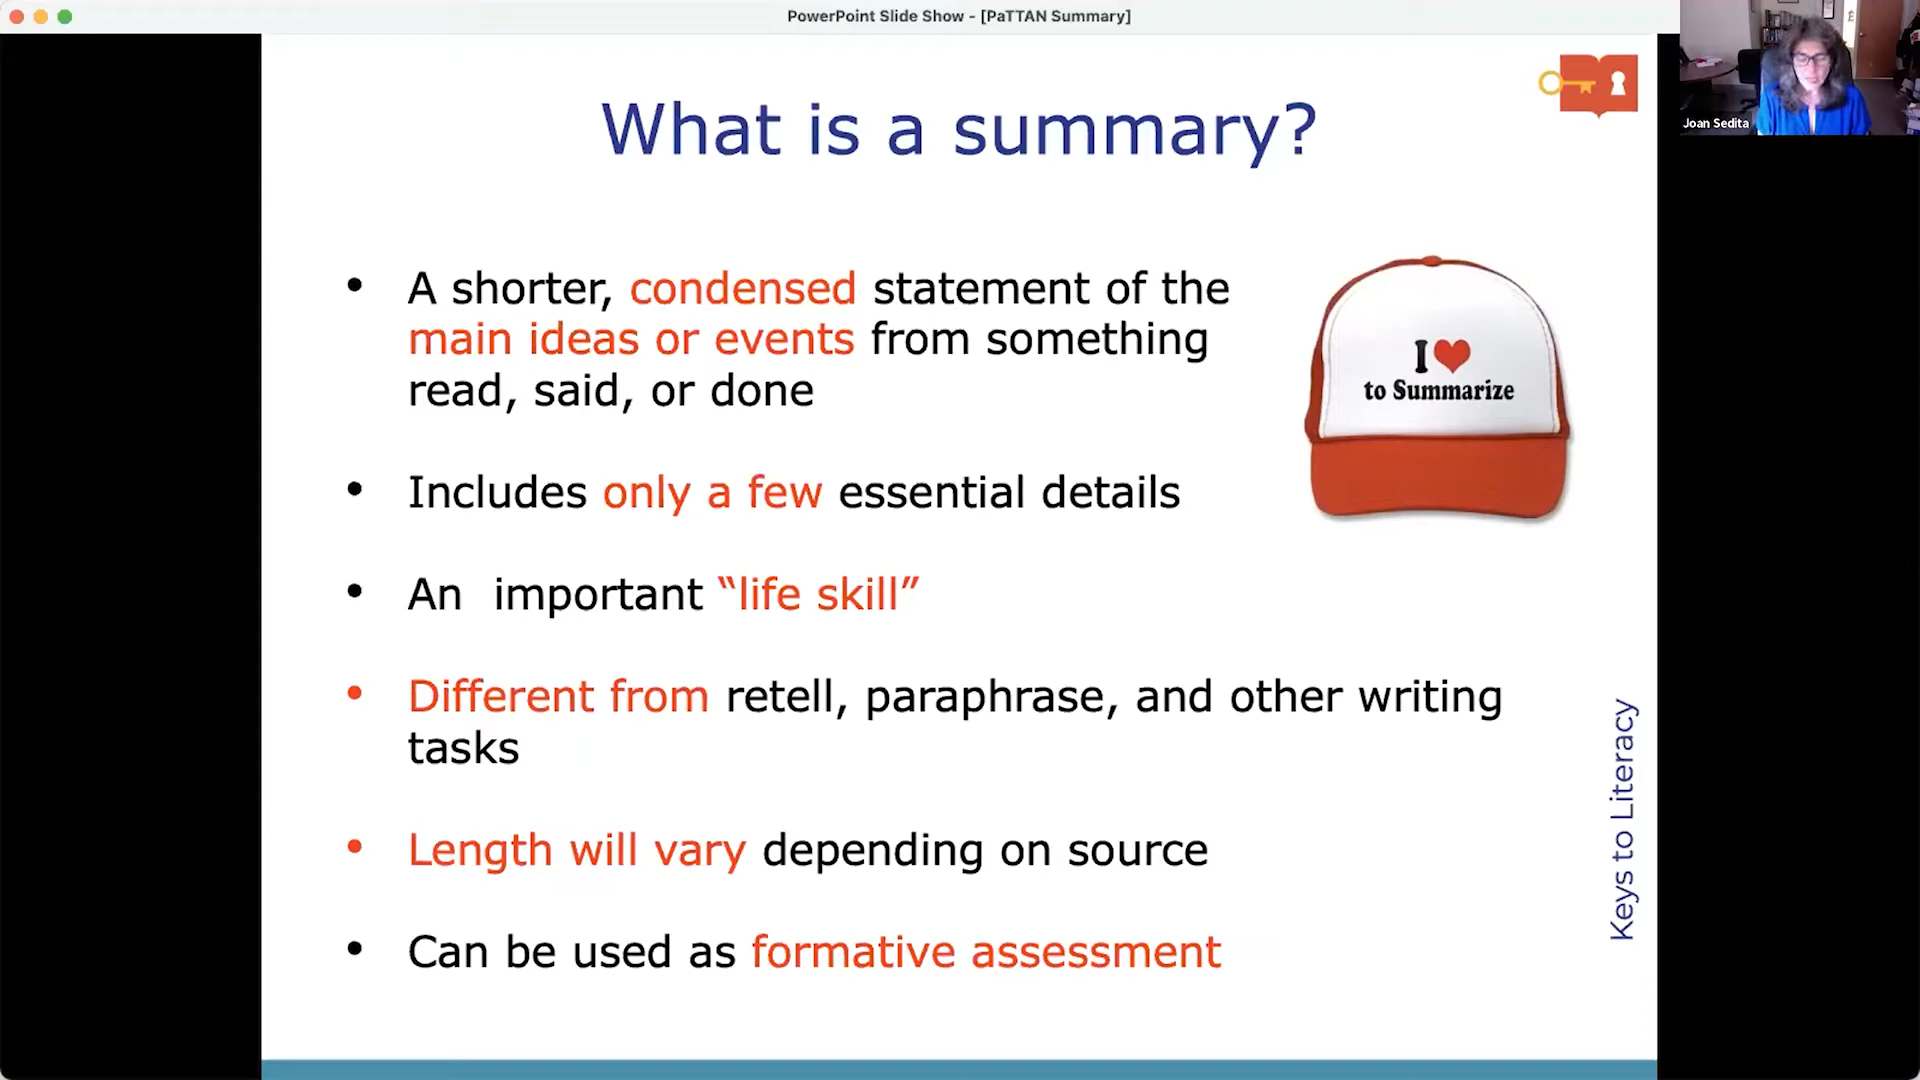 PowerPoint Slide Show - [PaTTAN Summary]
Joan Sedita
What is a summary?
• A shorter, condensed statement of the
main ideas or events from something
read, said, or done
I ❤
to Summarize
• Includes only a few essential details
• An  important “life skill”
• Different from retell, paraphrase, and other writing
tasks
• Length will vary depending on source
• Can be used as formative assessment
Keys to Literacy